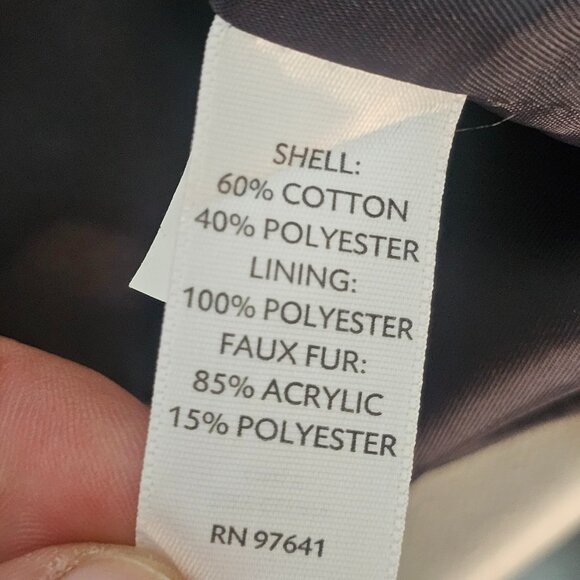 SHELL:
60% COTTON
40% POLYESTER
LINING:
100% POLYESTER
FAUX FUR:
85% ACRYLIC
15% POLYESTER
RN 97641